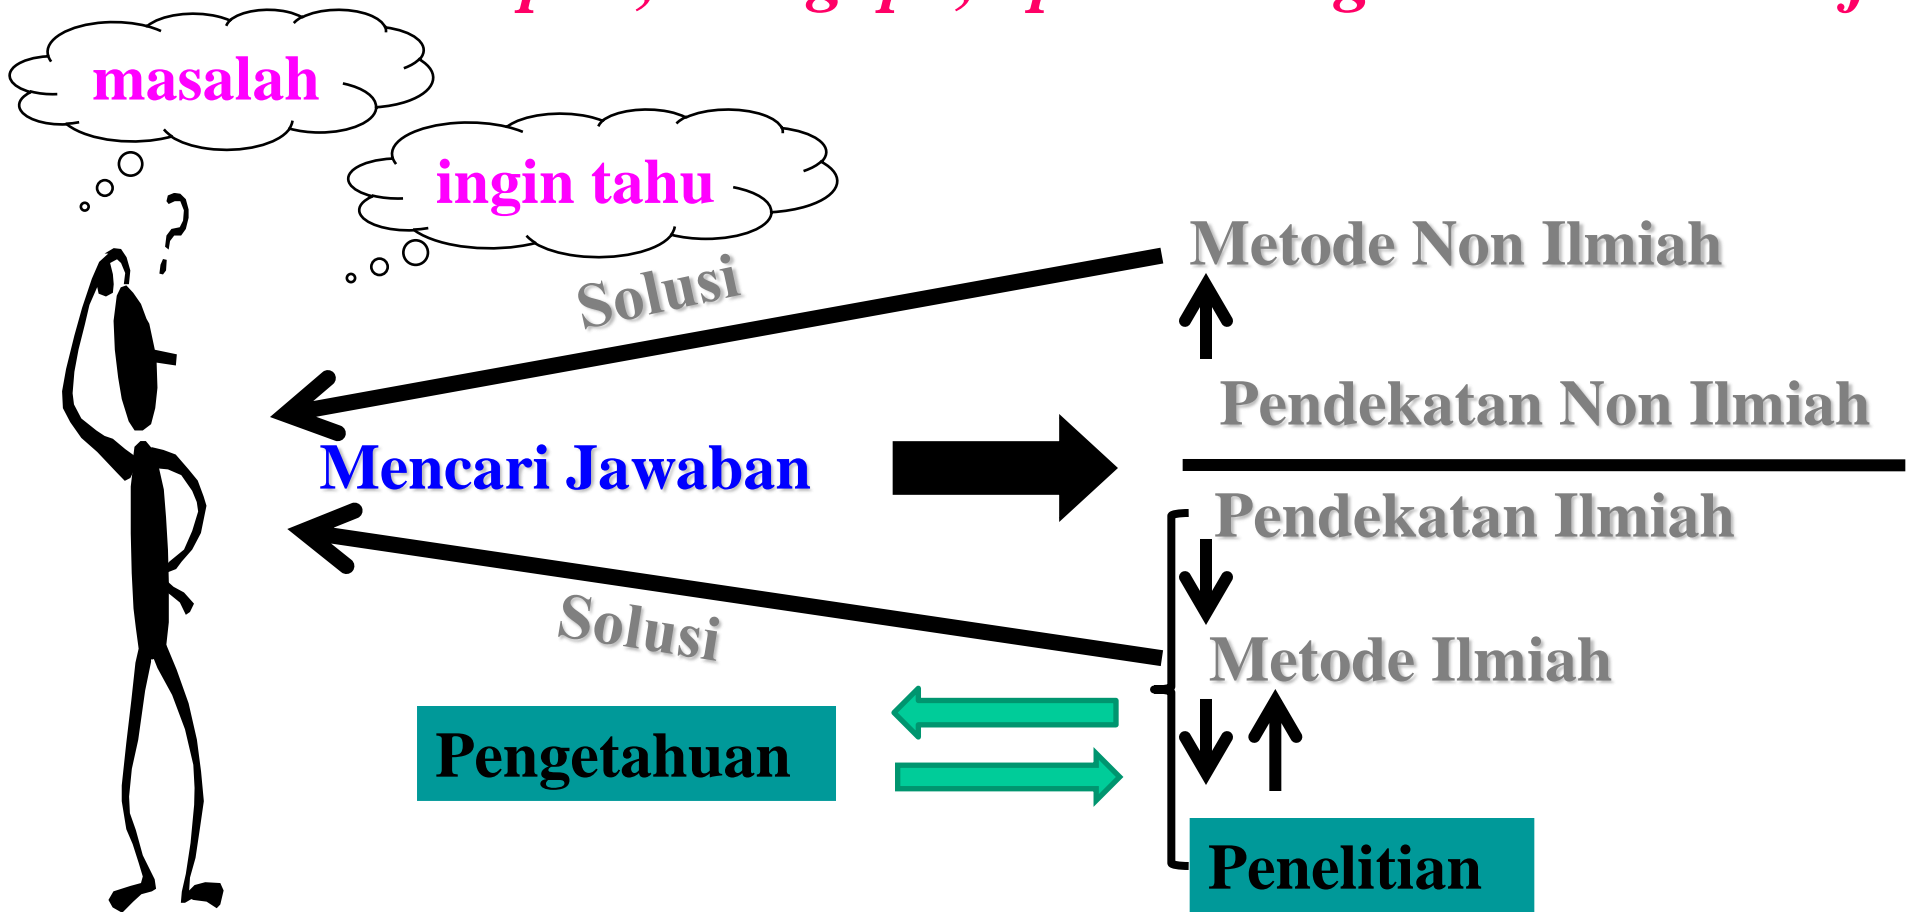 masalah
ingin tahu
Solusi
Metode Non Ilmiah
Pendekatan Non Ilmiah
Mencari Jawaban
Pendekatan Ilmiah
Solusi
Metode Ilmiah
Pengetahuan
Penelitian